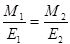 M₁/E₁ = M₂/E₂